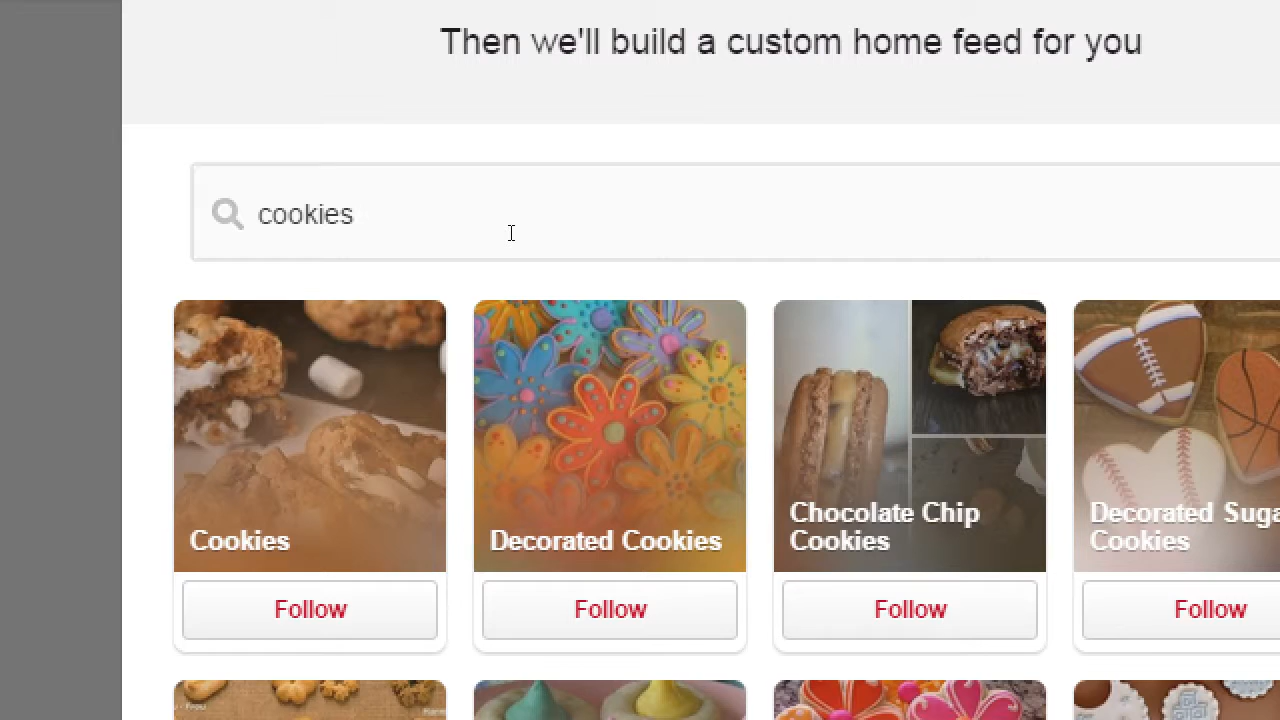 Then we'll build a custom home feed for you
cookies
Cookies
Decorated Cookies
Chocolate Chip
Cookies
Decorated Suga
Cookies
Follow
Follow
Follow
Follow